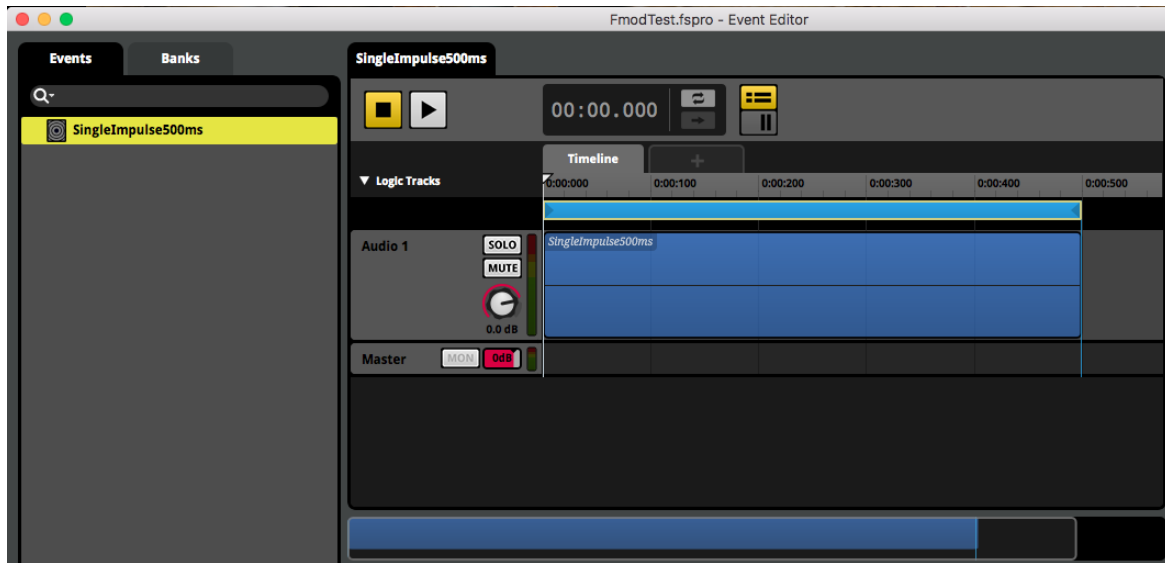 FmodTest.fspro - Event Editor
Events
Banks
SingleImpulse500ms
SingleImpulse500ms
00:00.000
Timeline
+
Logic Tracks
0:00:000
0:00:100
0:00:200
0:00:300
0:00:400
0:00:500
Audio 1
SOLO
MUTE
0.0 dB
SingleImpulse500ms
Master
MON
0dB